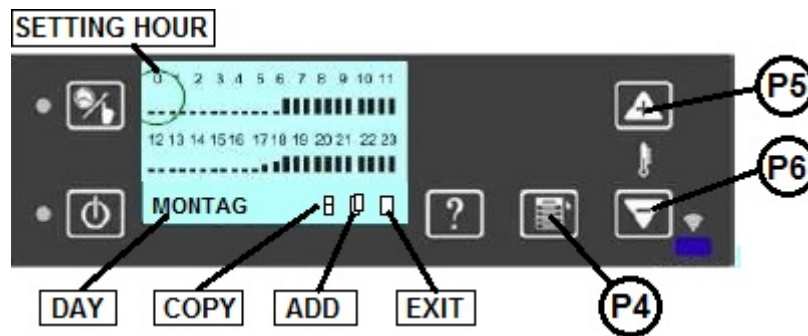 SETTING HOUR
0 1 2 3 4 5 6 7 8 9 10 11
12 13 14 15 16 17 18 19 20 21 22 23
MONTAG
?
+
-
P5
P6
P4
DAY
COPY
ADD
EXIT